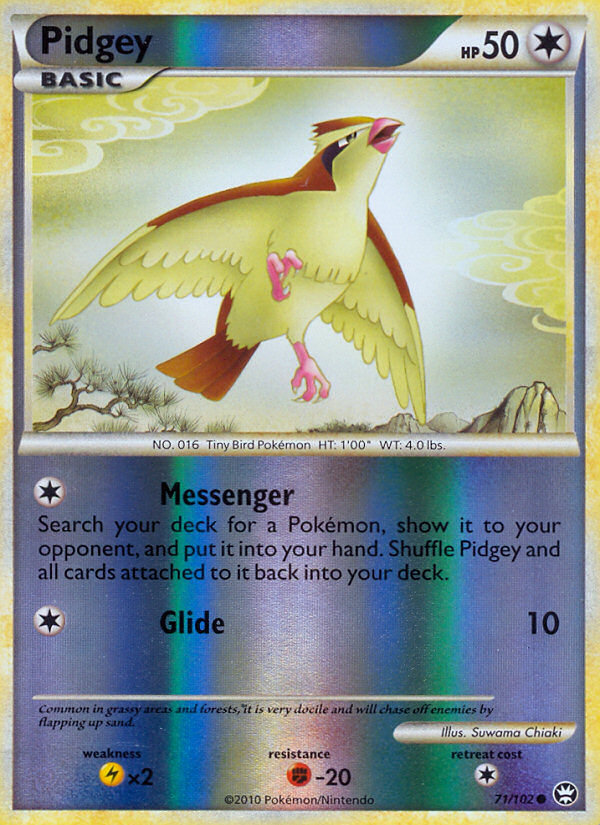 Pidgey
HP 50
BASIC
NO. 016 Tiny Bird Pokémon HT: 1'00" WT: 4.0 lbs.
Messenger
Search your deck for a Pokémon, show it to your
opponent, and put it into your hand. Shuffle Pidgey and
all cards attached to it back into your deck.
Glide 10
Common in grassy areas and forests, it is very docile and will chase off enemies by
flapping up sand.
Illus. Suwama Chiaki
weakness resistance retreat cost
×2 -20
©2010 Pokémon/Nintendo 71/102